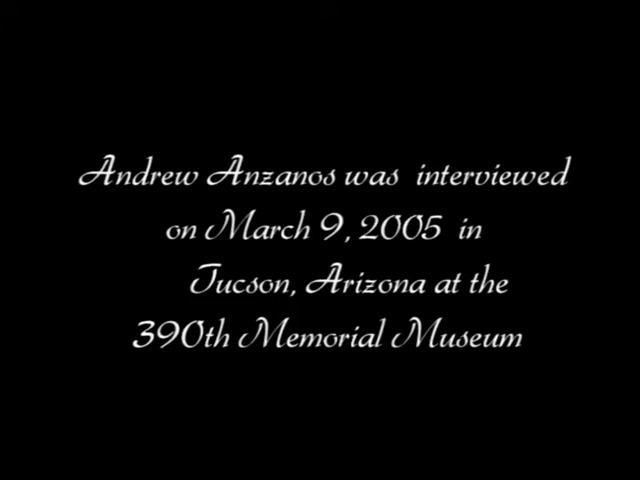 Andrew Anzanos was interviewed
on March 9, 2005 in
Tucson, Arizona at the
390th Memorial Museum